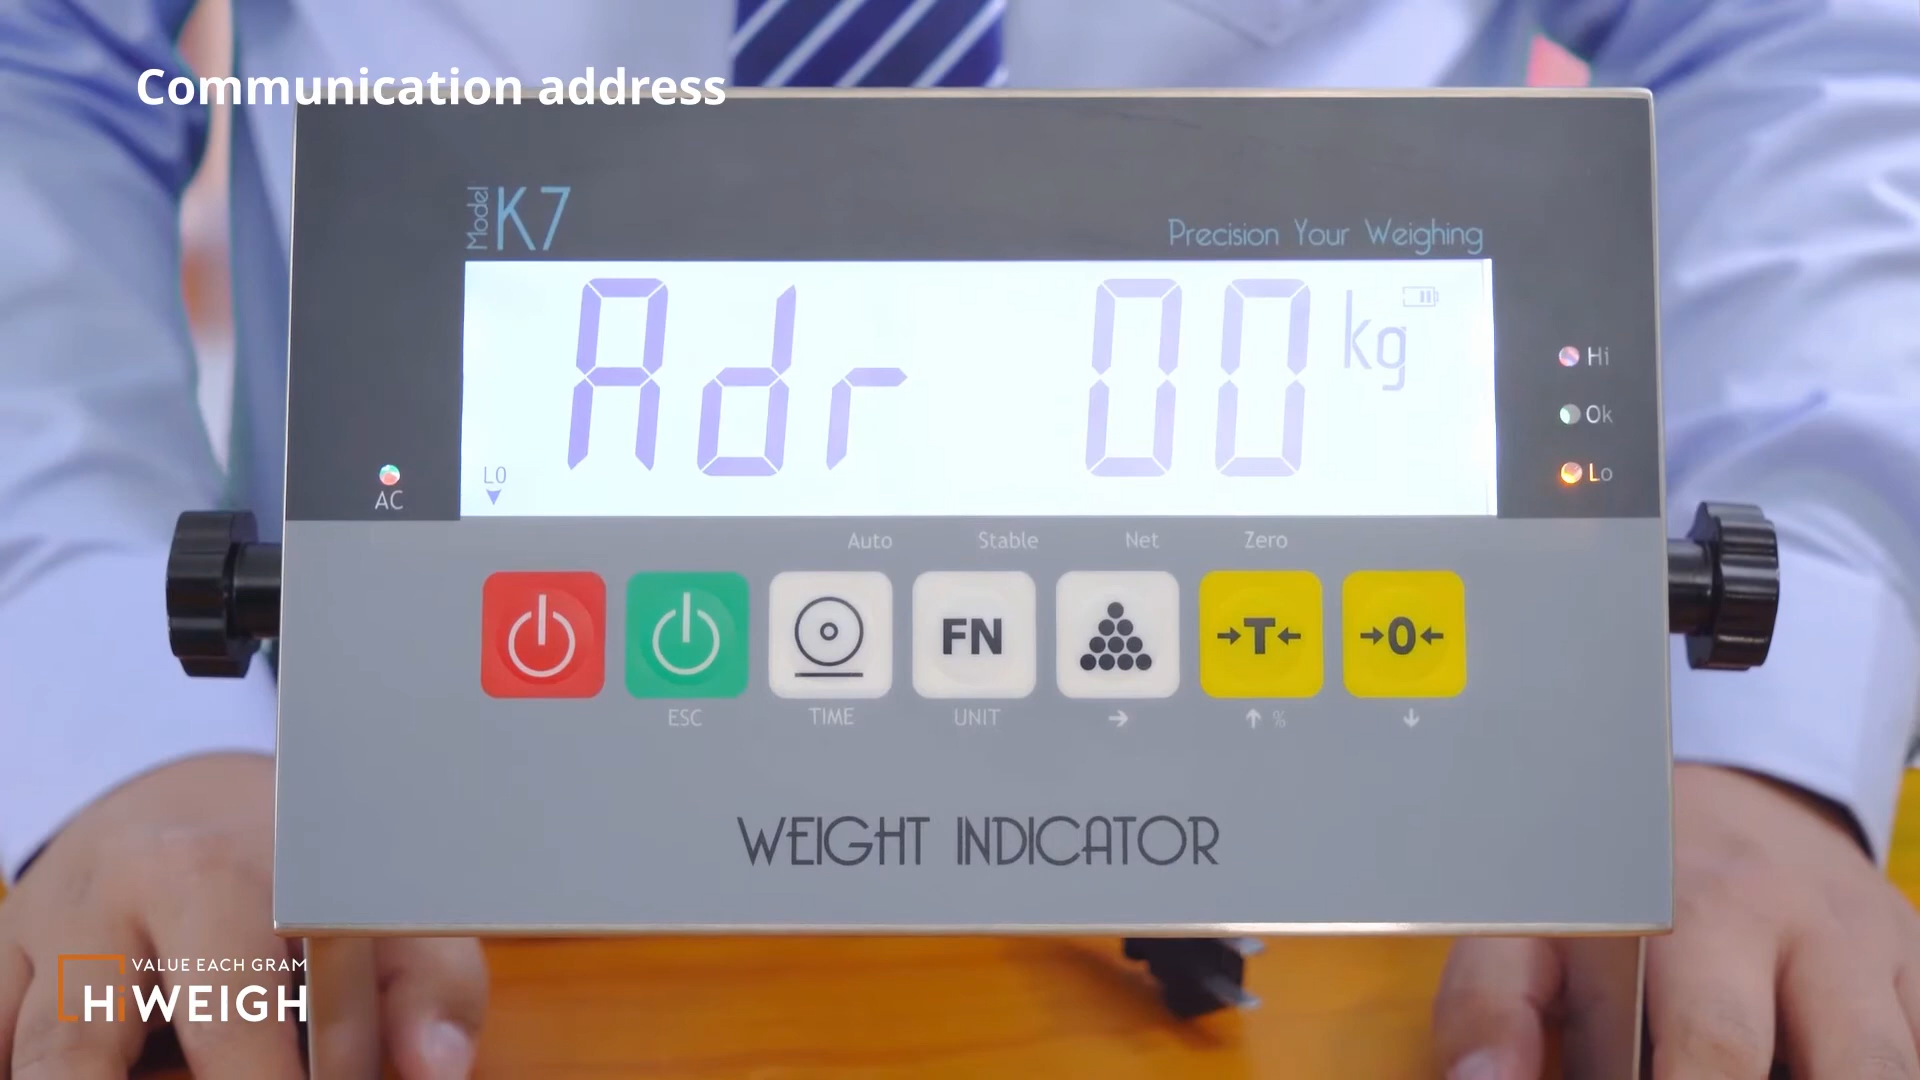 Communication address
Model K7
Precision Your Weighing
Adr 00 kg
Hi
Ok
Lo
LO
AC
Auto Stable Net Zero
FN →T← →0←
ESC TIME UNIT → ↑ % ↓
WEIGHT INDICATOR
VALUE EACH GRAM
HiWEIGH